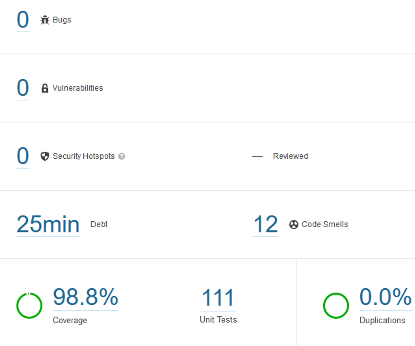 0 Bugs
0 Vulnerabilities
0 Security Hotspots ? — Reviewed
25min Debt 12 Code Smells
98.8% 111 0.0%
Coverage Unit Tests Duplications